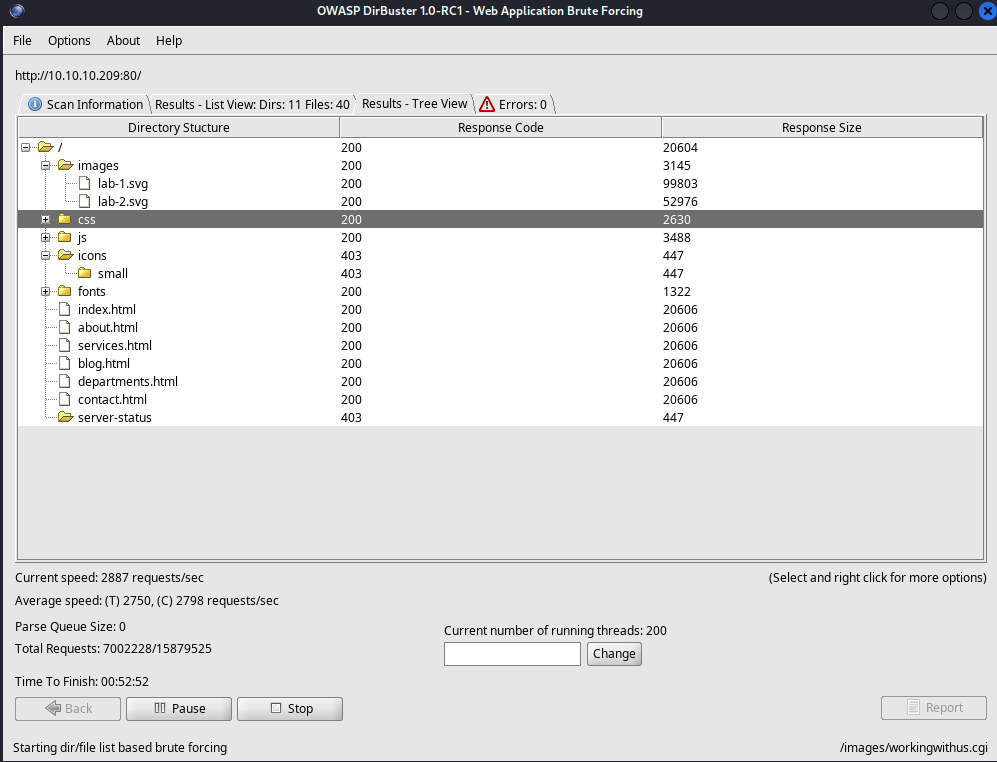 OWASP DirBuster 1.0-RC1 - Web Application Brute Forcing
File Options About Help
http://10.10.10.209:80/
Scan Information Results - List View: Dirs: 11 Files: 40 Results - Tree View Errors: 0
Directory Stucture Response Code Response Size
/ 200 20604
images 200 3145
lab-1.svg 200 99803
lab-2.svg 200 52976
css 200 2630
js 200 3488
icons 403 447
small 403 447
fonts 200 1322
index.html 200 20606
about.html 200 20606
services.html 200 20606
blog.html 200 20606
departments.html 200 20606
contact.html 200 20606
server-status 403 447
Current speed: 2887 requests/sec (Select and right click for more options)
Average speed: (T) 2750, (C) 2798 requests/sec
Parse Queue Size: 0 Current number of running threads: 200
Total Requests: 7002228/15879525 Change
Time To Finish: 00:52:52
Back Pause Stop Report
Starting dir/file list based brute forcing /images/workingwithus.cgi